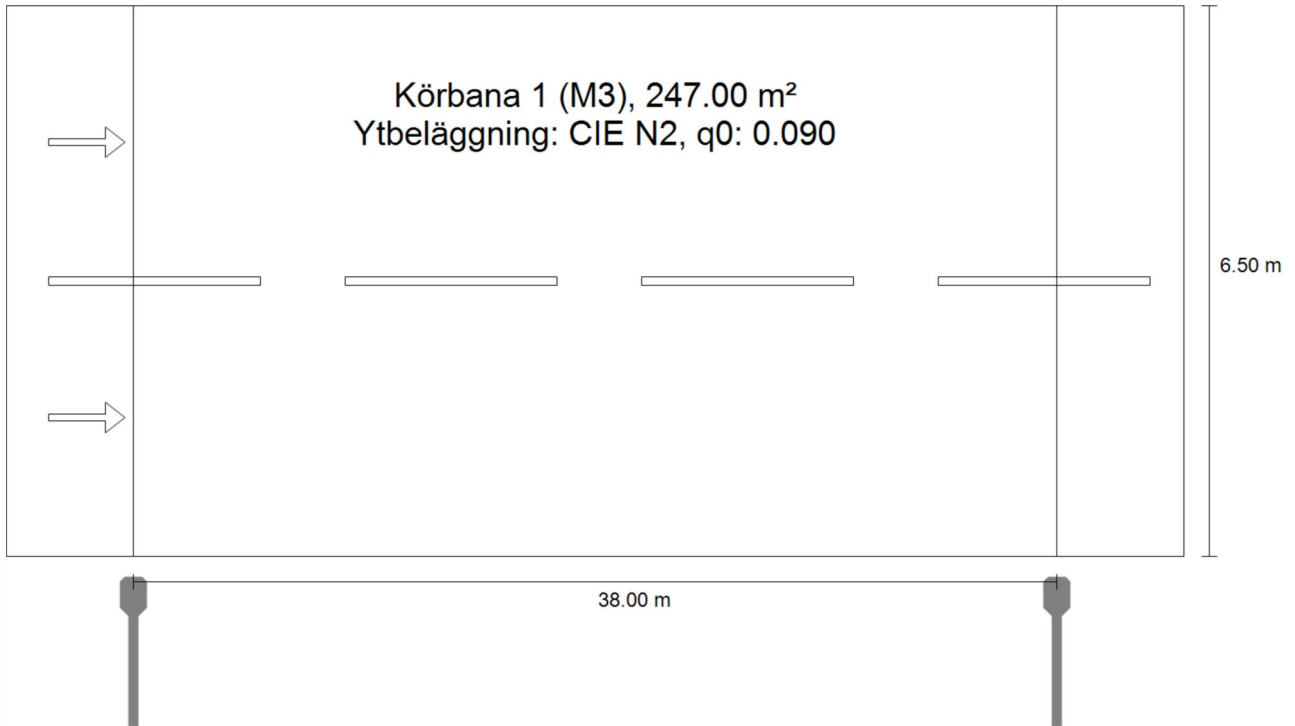 Körbana 1 (M3), 247.00 m²
Ytbeläggning: CIE N2, q0: 0.090
6.50 m
38.00 m